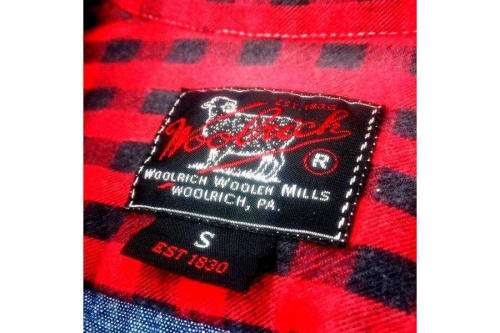 EST. 1830
Woolrich
®
WOOLRICH WOOLEN MILLS
WOOLRICH, PA.
S
EST 1830